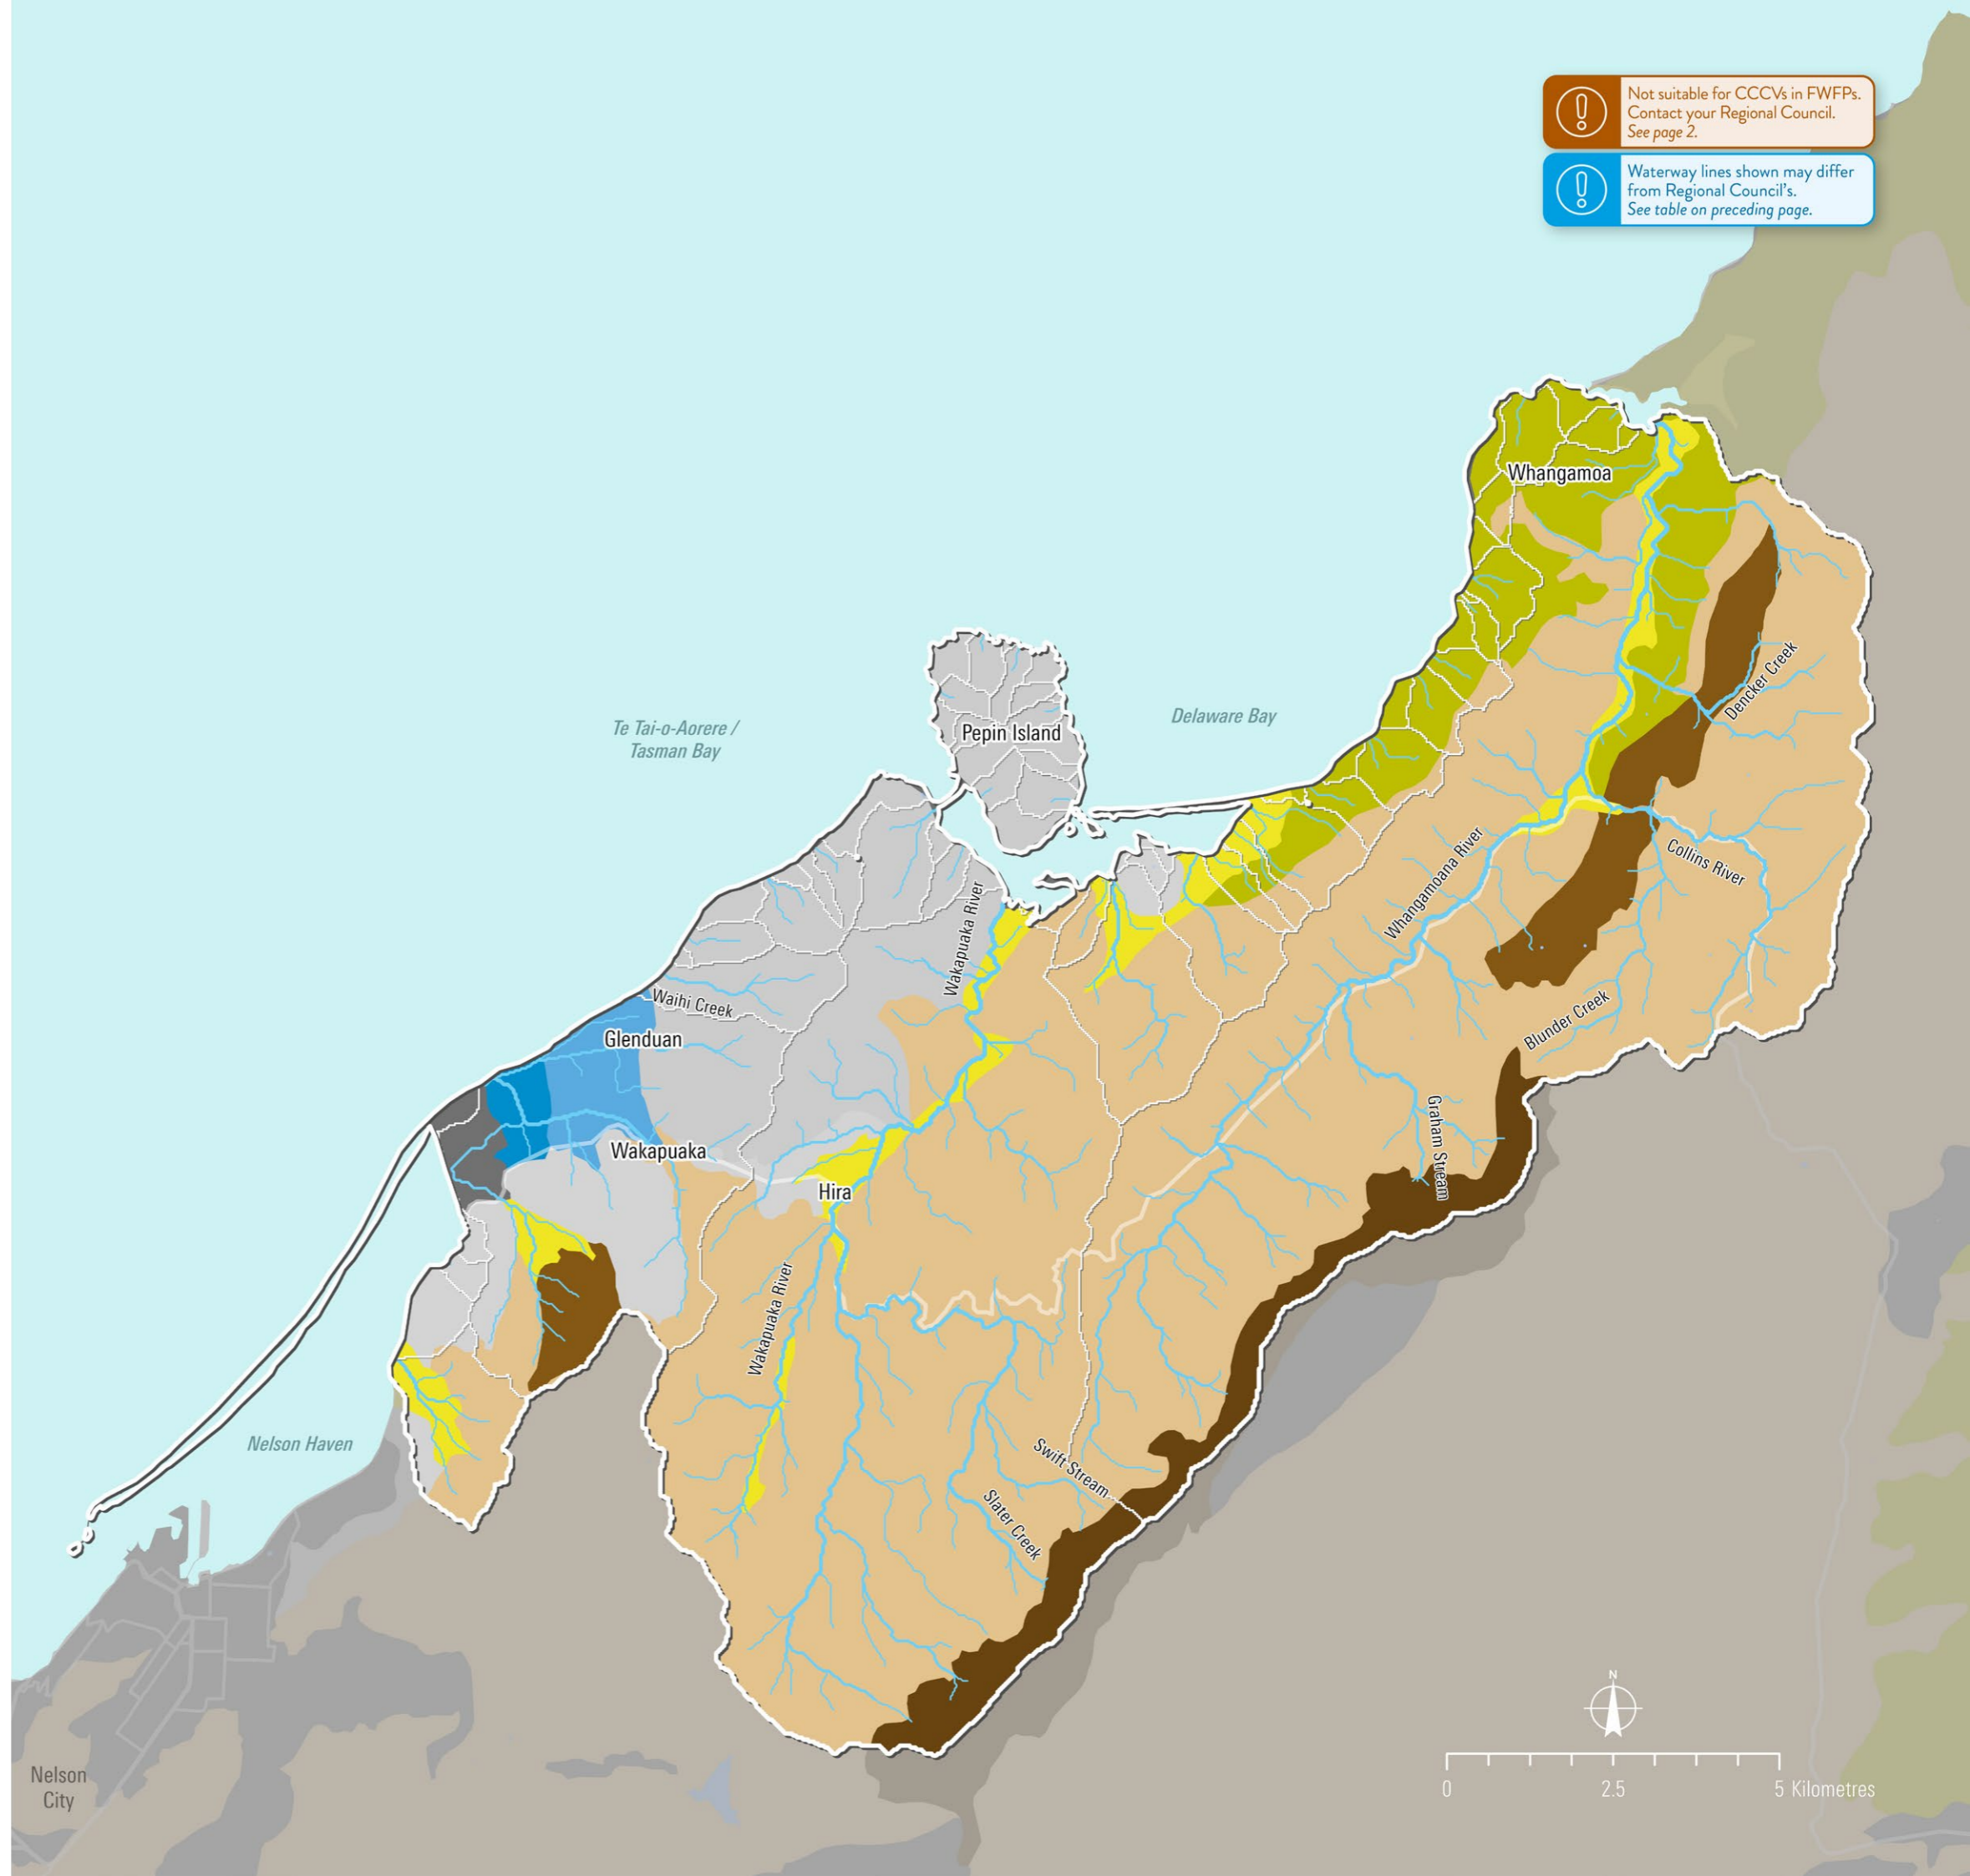 Not suitable for CCCVs in FWFPs.
Contact your Regional Council.
See page 2.
Waterway lines shown may differ
from Regional Council's.
See table on preceding page.
Whangamoa
Dencker Creek
Te Tai-o-Aorere /
Tasman Bay
Pepin Island
Delaware Bay
Whangamoana River
Collins River
Wakapuaka River
Waihi Creek
Glenduan
Blunder Creek
Graham Stream
Wakapuaka
Hira
Wakapuaka River
Nelson Haven
Swift Stream
Slater Creek
N
Nelson
City
0
2.5
5 Kilometres